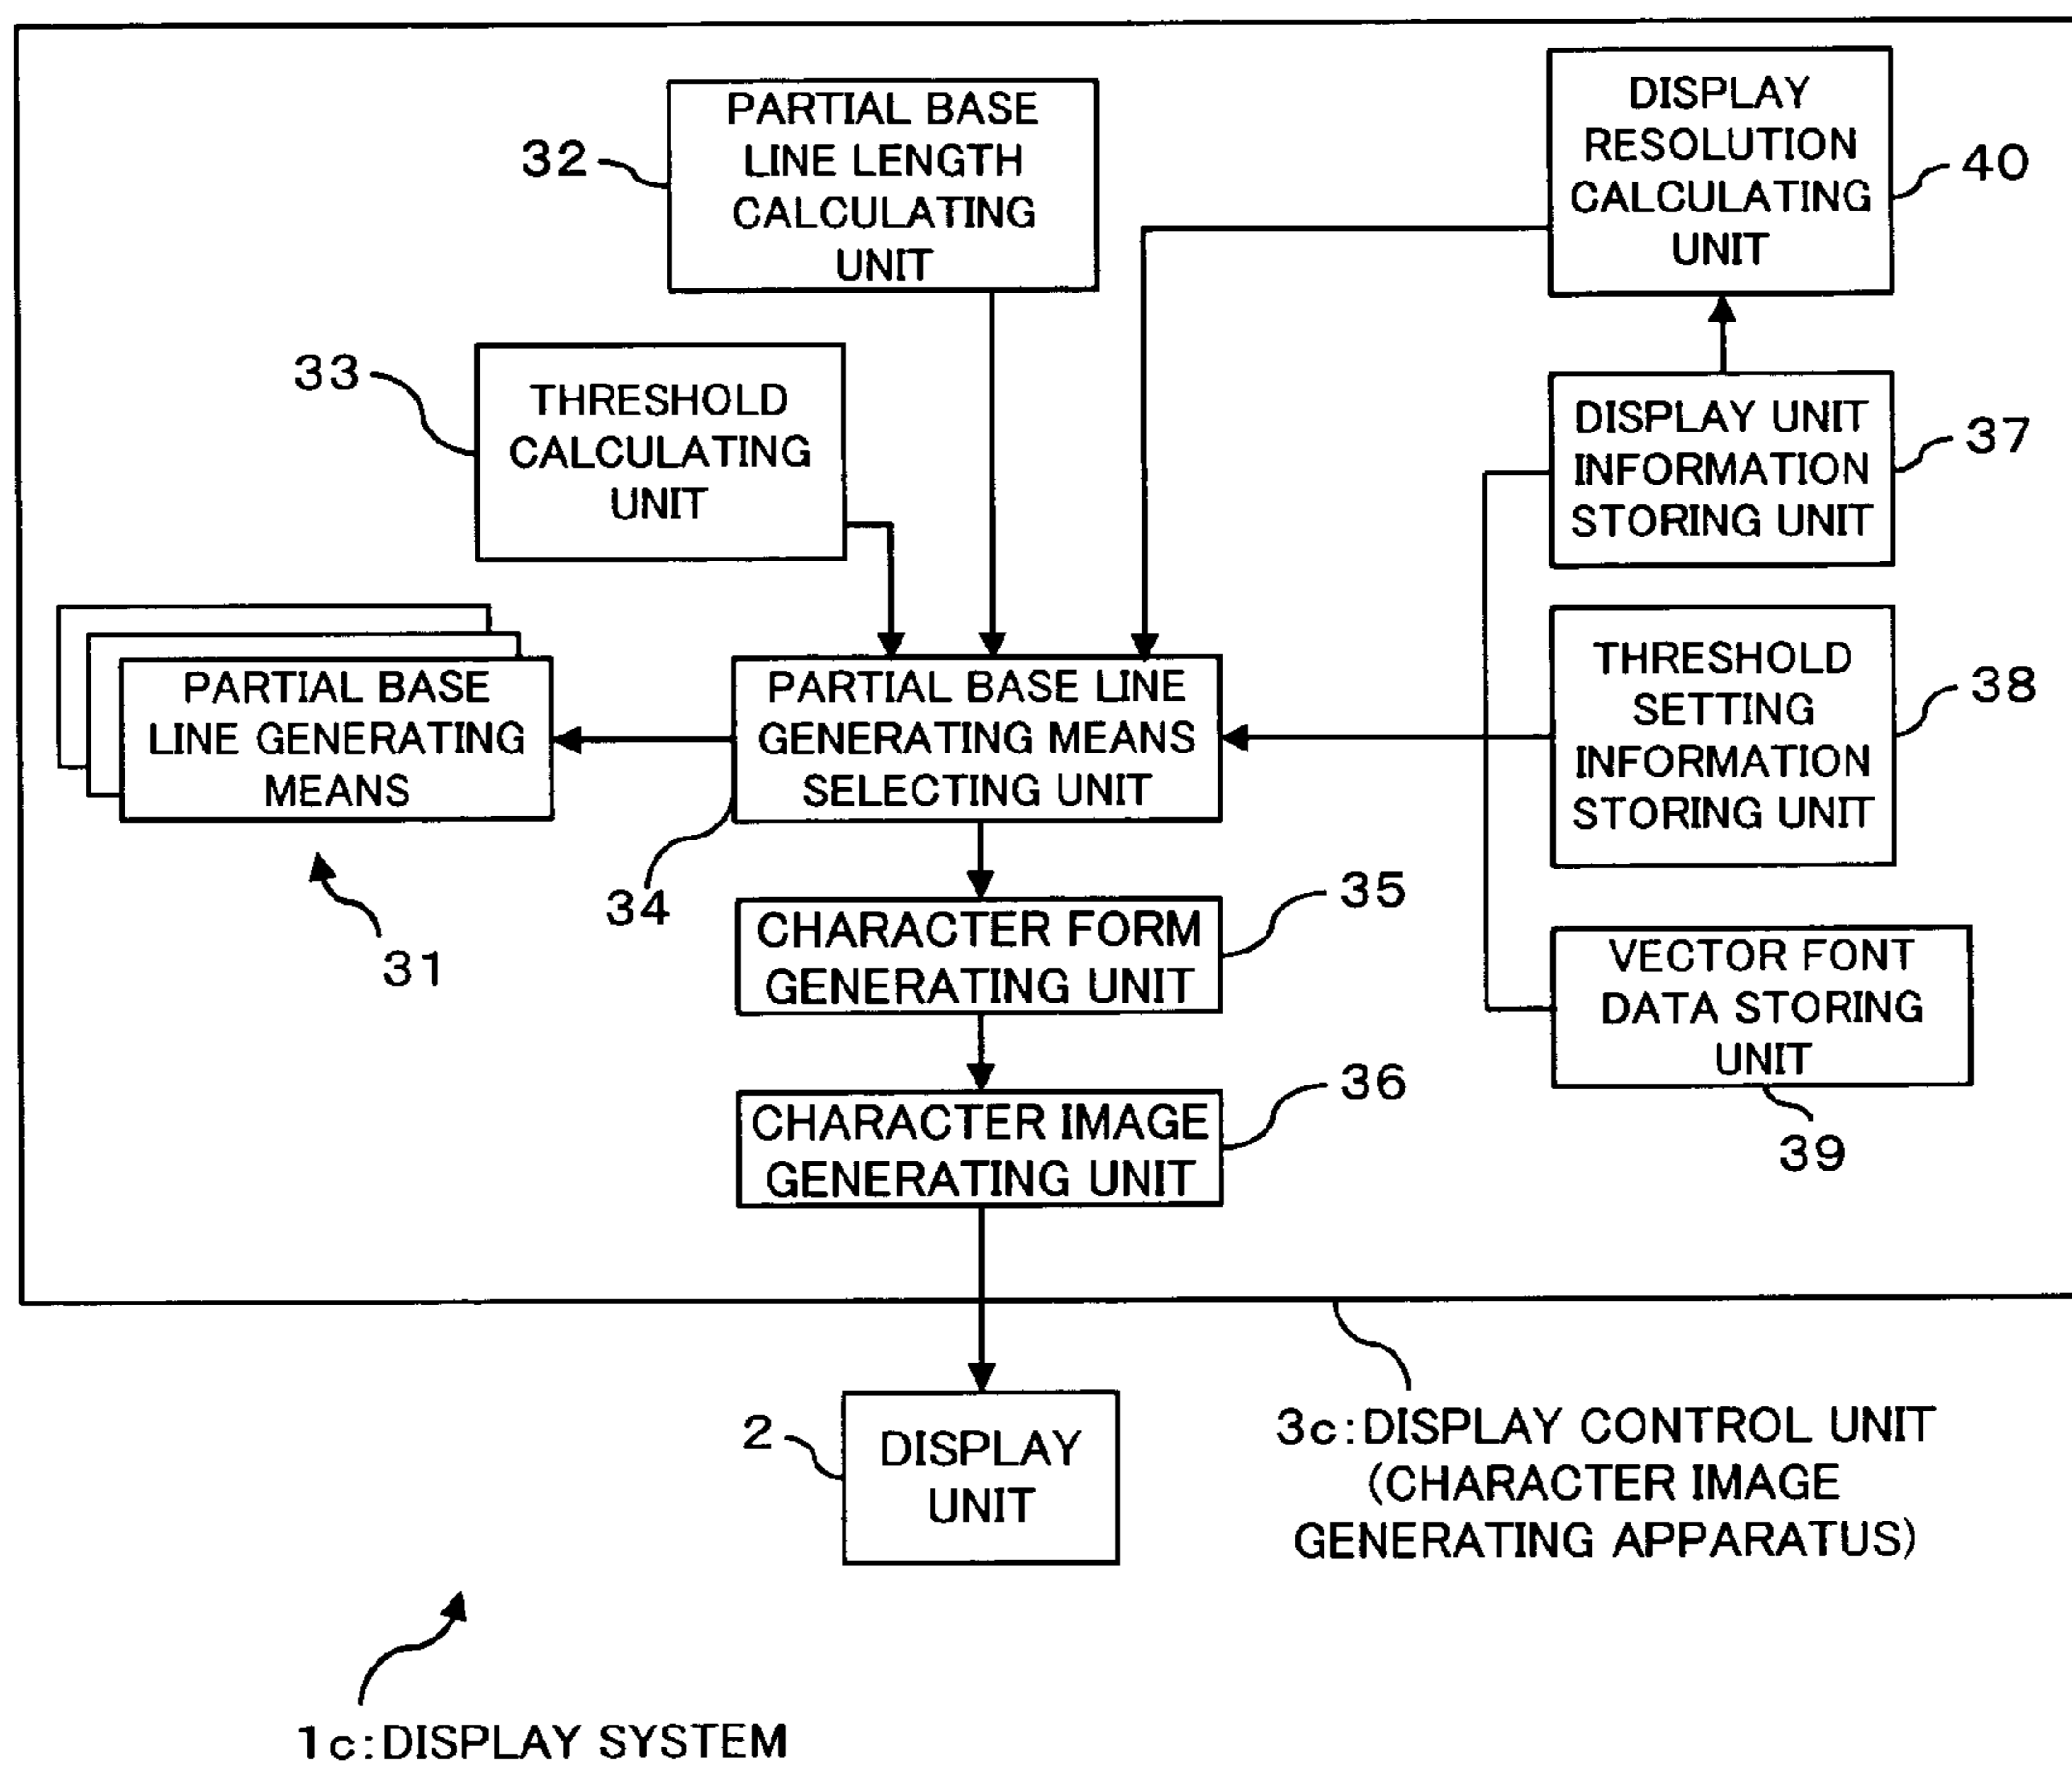 PARTIAL BASE
LINE LENGTH
CALCULATING
UNIT
32
DISPLAY
RESOLUTION
CALCULATING
UNIT
40
33
THRESHOLD
CALCULATING
UNIT
DISPLAY UNIT
INFORMATION
STORING UNIT
37
PARTIAL BASE
LINE GENERATING
MEANS
31
PARTIAL BASE LINE
GENERATING MEANS
SELECTING UNIT
34
THRESHOLD
SETTING
INFORMATION
STORING UNIT
38
CHARACTER FORM
GENERATING UNIT
35
VECTOR FONT
DATA STORING
UNIT
39
CHARACTER IMAGE
GENERATING UNIT
36
2
DISPLAY
UNIT
3c:DISPLAY CONTROL UNIT
(CHARACTER IMAGE
GENERATING APPARATUS)
1c:DISPLAY SYSTEM